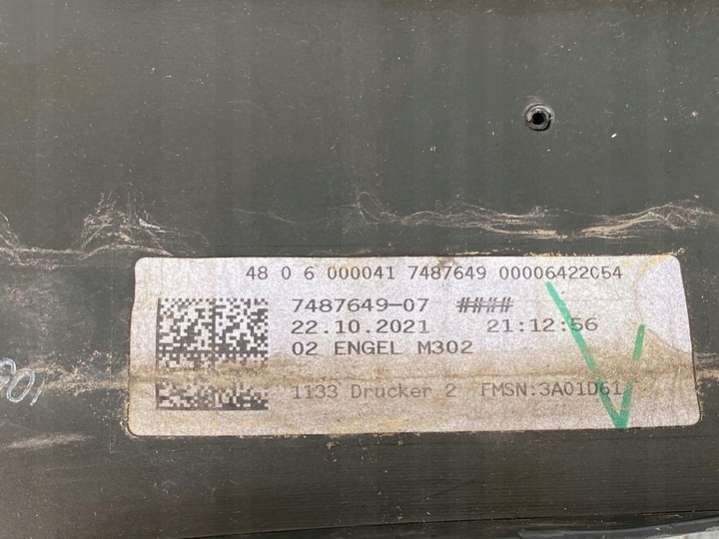 48 0 6 000041 7487649 00006422054
7487649-07 ####
22.10.2021 21:12:56
02 ENGEL M302
1133 Drucker 2 FMSN:3A01D61